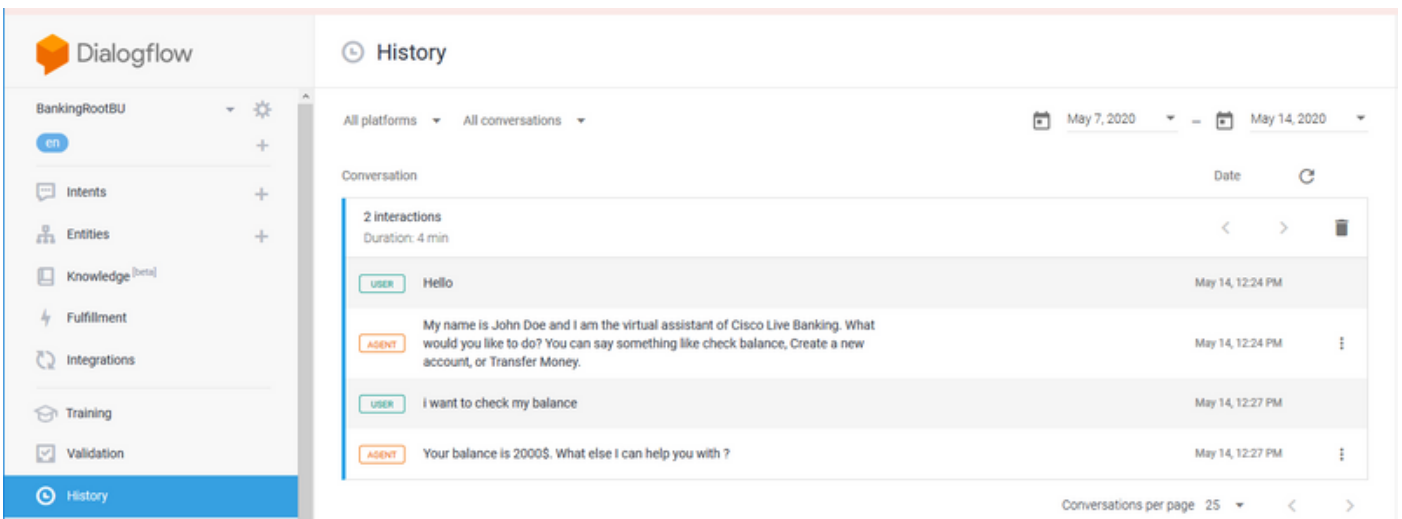 Dialogflow
History
BankingRootBU
en
All platforms All conversations May 7, 2020 – May 14, 2020
Intents
Entities
Knowledge [beta]
Fulfillment
Integrations
Training
Validation
History
Conversation Date
2 interactions
Duration: 4 min
USER Hello May 14, 12:24 PM
My name is John Doe and I am the virtual assistant of Cisco Live Banking. What
AGENT would you like to do? You can say something like check balance, Create a new May 14, 12:24 PM
account, or Transfer Money.
USER i want to check my balance May 14, 12:27 PM
AGENT Your balance is 2000$. What else I can help you with ? May 14, 12:27 PM
Conversations per page 25